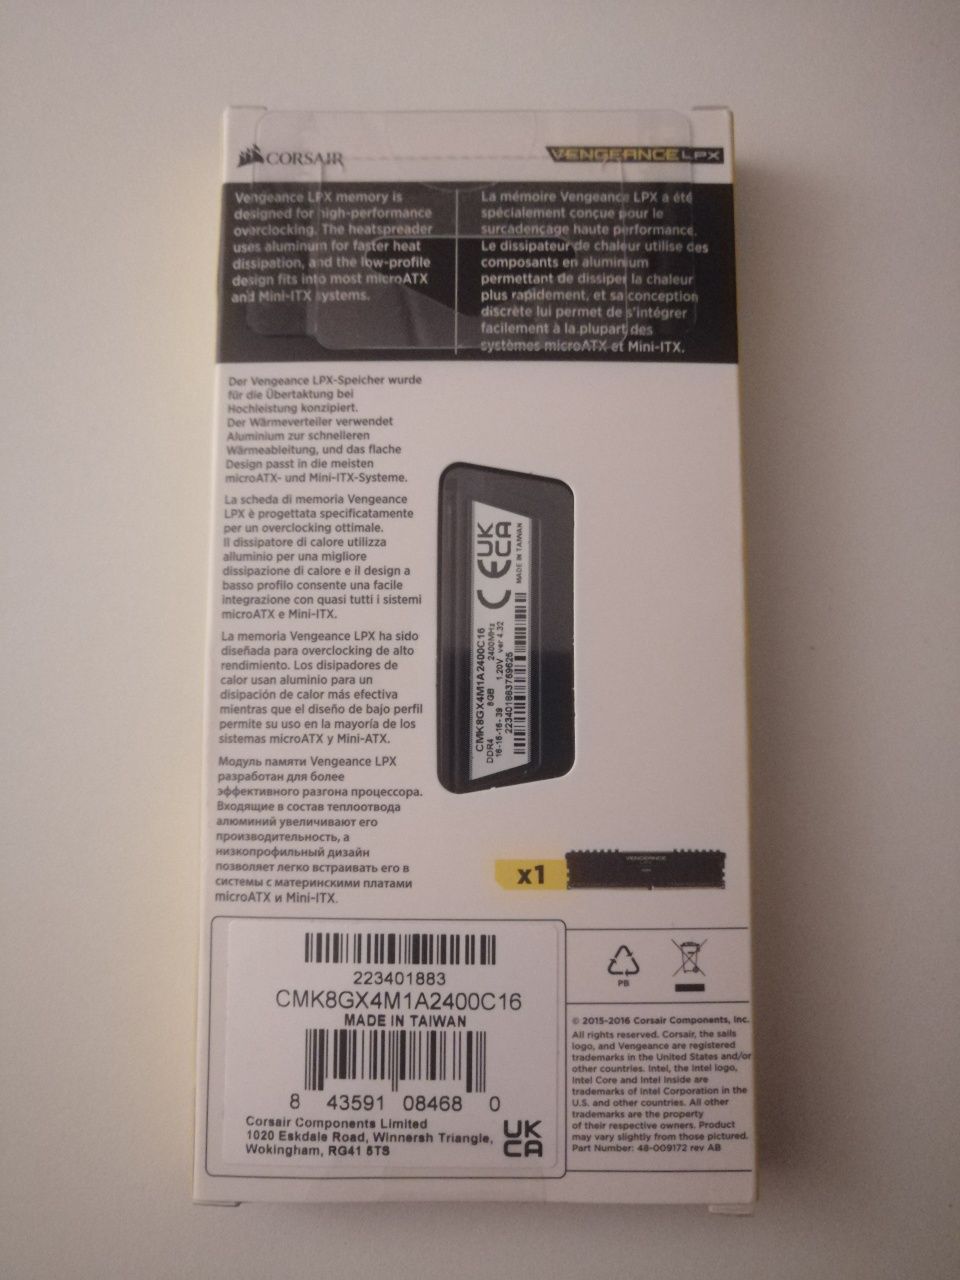 CORSAIR
VENGEANCE LPX
Vengeance LPX memory is
designed for high-performance
overclocking. The heatspreader
uses aluminum for faster heat
dissipation, and the low-profile
design fits into most microATX
and Mini-ITX systems.
La mémoire Vengeance LPX a été
spécialement conçue pour le
surcadençage haute performance.
Le dissipateur de chaleur utilise des
composants en aluminium
permettant de dissiper la chaleur
plus rapidement, et sa conception
discrète lui permet de s'intégrer
facilement à la plupart des
systèmes microATX et Mini-ITX.
Der Vengeance LPX-Speicher wurde
für die Übertaktung bei
Hochleistung konzipiert.
Der Wärmeverteiler verwendet
Aluminium zur schnelleren
Wärmeableitung, und das flache
Design passt in die meisten
microATX- und Mini-ITX-Systeme.
La scheda di memoria Vengeance
LPX è progettata specificatamente
per un overclocking ottimale.
Il dissipatore di calore utilizza
alluminio per una migliore
dissipazione di calore e il design a
basso profilo consente una facile
integrazione con quasi tutti i sistemi
microATX e Mini-ITX.
La memoria Vengeance LPX ha sido
diseñada para overclocking de alto
rendimiento. Los disipadores de
calor usan aluminio para un
disipación de calor más efectiva
mientras que el diseño de bajo perfil
permite su uso en la mayoría de los
sistemas microATX y Mini-ATX.
Модуль памяти Vengeance LPX
разработан для более
эффективного разгона процессора.
Входящие в состав теплоотвода
алюминий увеличивают его
производительность, а
низкопрофильный дизайн
позволяет легко встраивать его в
системы с материнскими платами
microATX и Mini-ITX.
CMK8GX4M1A2400C16
DDR4 8GB 2400MHz
16-16-16-39 1.20V ver 4.32
223401883769625
CE UK CA
MADE IN TAIWAN
x1
VENGEANCE
223401883
CMK8GX4M1A2400C16
MADE IN TAIWAN
8 43591 08468 0
Corsair Components Limited
1020 Eskdale Road, Winnersh Triangle,
Wokingham, RG41 5TS
UK
CA
PB
© 2015-2016 Corsair Components, Inc.
All rights reserved. Corsair, the sails
logo, and Vengeance are registered
trademarks in the United States and/or
other countries. Intel, the Intel logo,
Intel Core and Intel Inside are
trademarks of Intel Corporation in the
U.S. and other countries. All other
trademarks are the property
of their respective owners. Product
may vary slightly from those pictured.
Part Number: 48-009172 rev AB